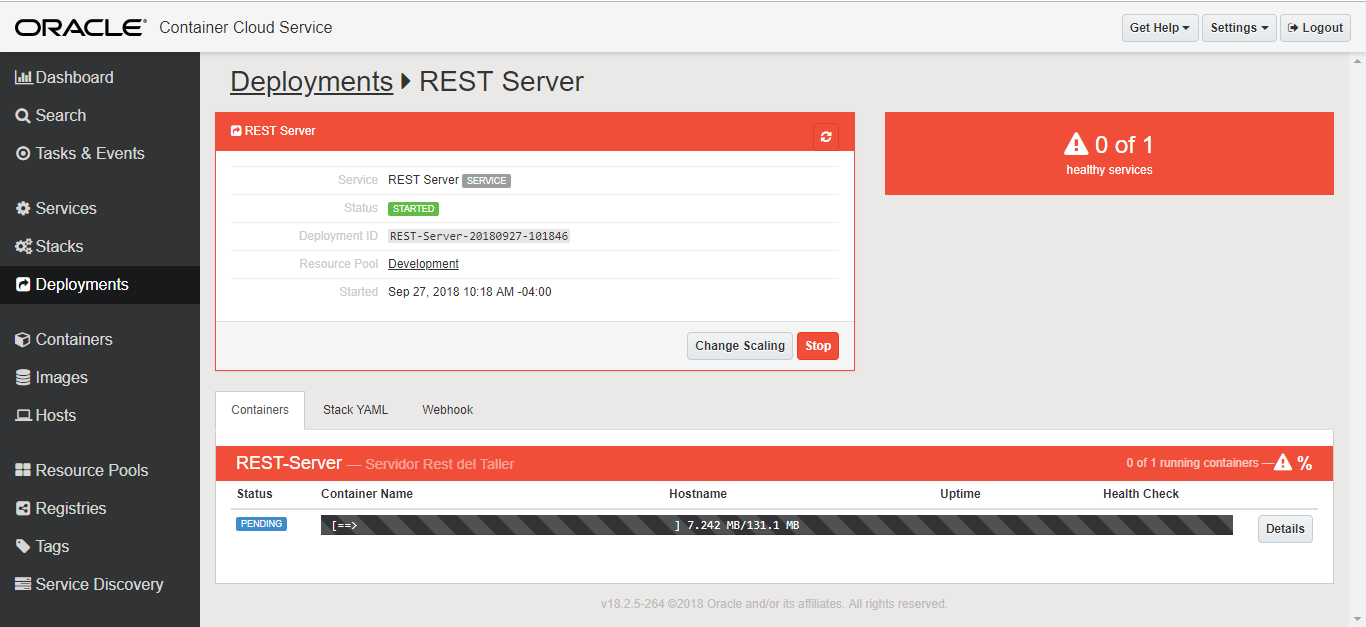 ORACLE® Container Cloud Service
Get Help
Settings
Logout
Dashboard
Search
Tasks & Events
Services
Stacks
Deployments
Containers
Images
Hosts
Resource Pools
Registries
Tags
Service Discovery
Deployments REST Server
REST Server
Service REST Server SERVICE
Status STARTED
Deployment ID REST-Server-20180927-101846
Resource Pool Development
Started Sep 27, 2018 10:18 AM -04:00
Change Scaling Stop
0 of 1
healthy services
Containers Stack YAML Webhook
REST-Server — Servidor Rest del Taller 0 of 1 running containers — %
Status Container Name Hostname Uptime Health Check
PENDING [==> ] 7.242 MB/131.1 MB Details
v18.2.5-264 ©2018 Oracle and/or its affiliates. All rights reserved.